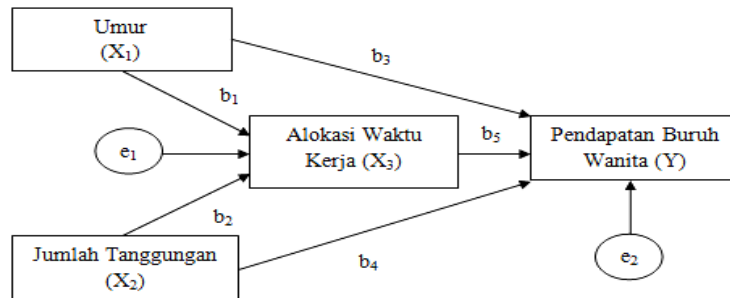 Umur
(X₁)
b₃
b₁
Alokasi Waktu
Kerja (X₃)
b₅
Pendapatan Buruh
Wanita (Y)
e₁
b₂
Jumlah Tanggungan
(X₂)
b₄
e₂